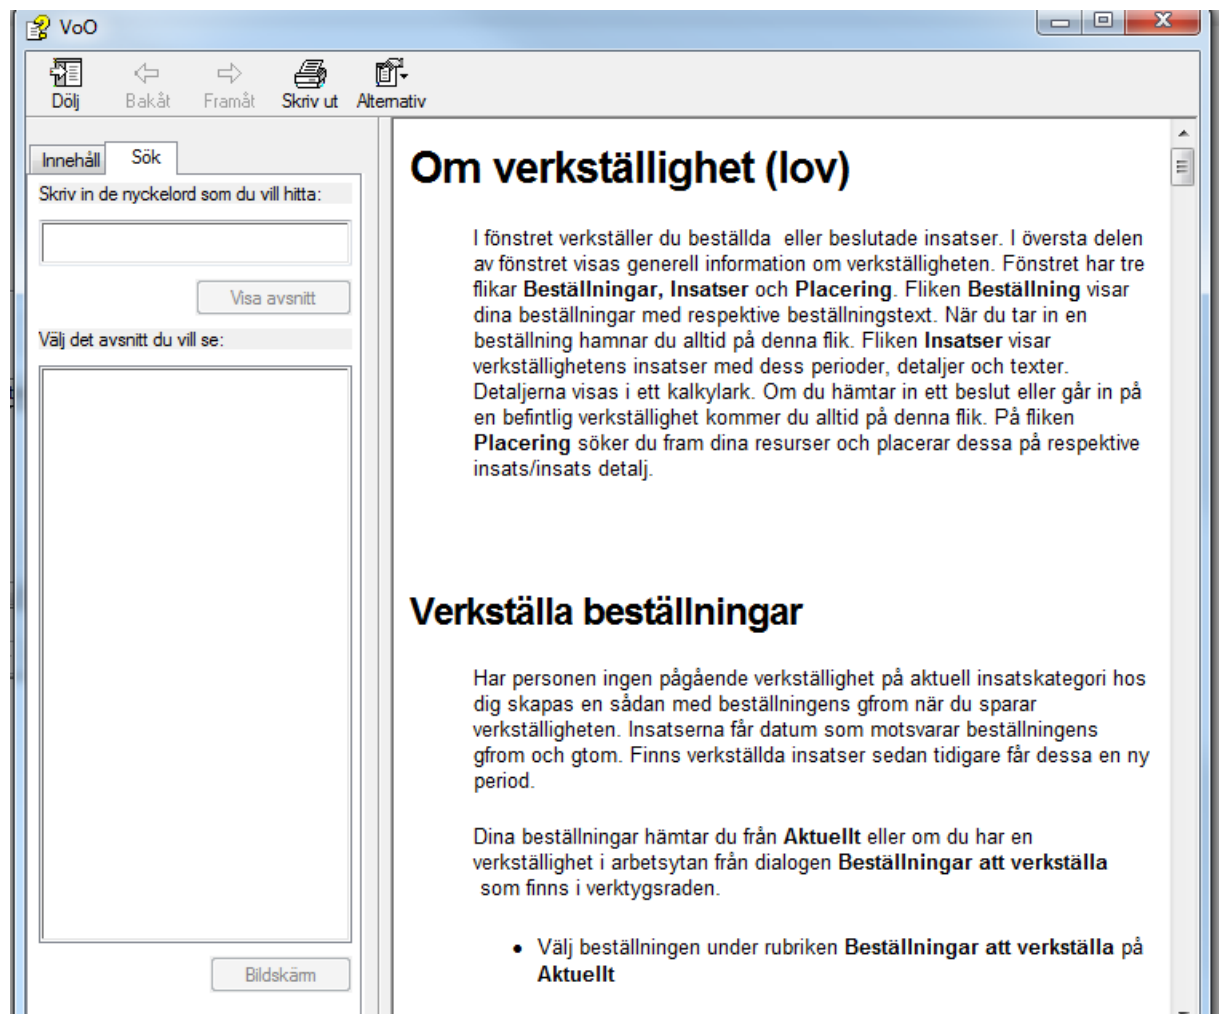 VoO
Dölj Bakåt Framåt Skriv ut Alternativ
Innehåll Sök
Skriv in de nyckelord som du vill hitta:
Visa avsnitt
Välj det avsnitt du vill se:
Bildskärm
Om verkställighet (lov)
I fönstret verkställer du beställda  eller beslutade insatser. I översta delen
av fönstret visas generell information om verkställigheten. Fönstret har tre
flikar Beställningar, Insatser och Placering. Fliken Beställning visar
dina beställningar med respektive beställningstext. När du tar in en
beställning hamnar du alltid på denna flik. Fliken Insatser visar
verkställighetens insatser med dess perioder, detaljer och texter.
Detaljerna visas i ett kalkylark. Om du hämtar in ett beslut eller går in på
en befintlig verkställighet kommer du alltid på denna flik. På fliken
Placering söker du fram dina resurser och placerar dessa på respektive
insats/insats detalj.
Verkställa beställningar
Har personen ingen pågående verkställighet på aktuell insatskategori hos
dig skapas en sådan med beställningens gfrom när du sparar
verkställigheten. Insatserna får datum som motsvarar beställningens
gfrom och gtom. Finns verkställda insatser sedan tidigare får dessa en ny
period.
Dina beställningar hämtar du från Aktuellt eller om du har en
verkställighet i arbetsytan från dialogen Beställningar att verkställa
som finns i verktygsraden.
• Välj beställningen under rubriken Beställningar att verkställa på
Aktuellt